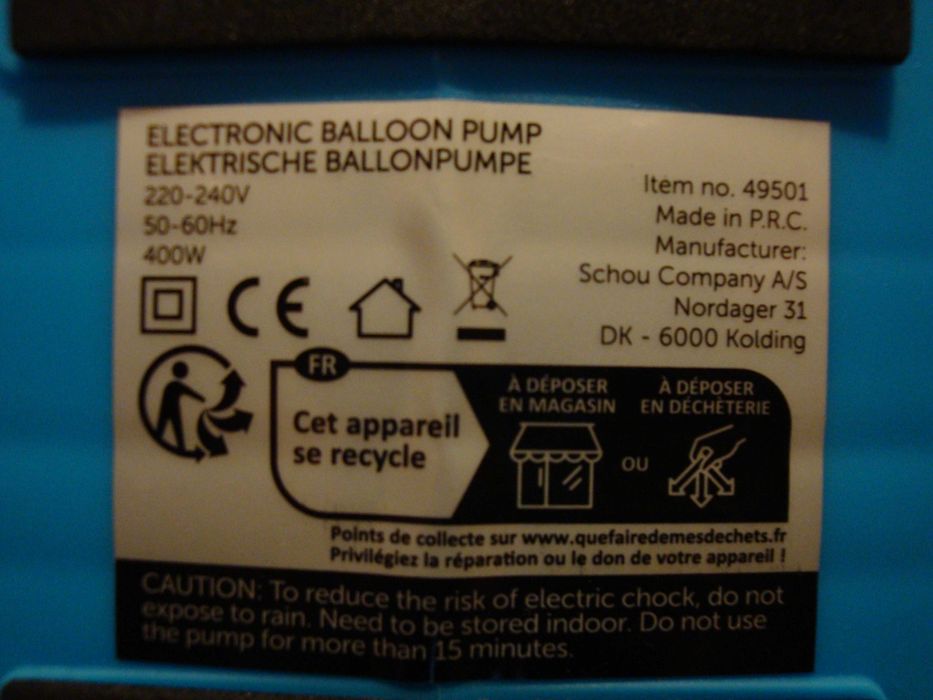 ELECTRONIC BALLOON PUMP
ELEKTRISCHE BALLONPUMPE
220-240V
50-60Hz
400W
Item no. 49501
Made in P.R.C.
Manufacturer:
Schou Company A/S
Nordager 31
DK - 6000 Kolding
CE
FR
Cet appareil
se recycle
À DÉPOSER
EN MAGASIN
OU
À DÉPOSER
EN DÉCHÈTERIE
Points de collecte sur www.quefairedemesdechets.fr
Privilégiez la réparation ou le don de votre appareil !
CAUTION: To reduce the risk of electric chock, do not
expose to rain. Need to be stored indoor. Do not use
the pump for more than 15 minutes.